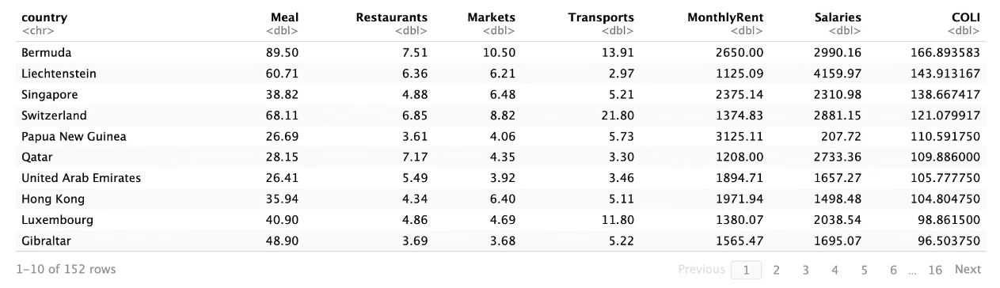 country Meal Restaurants Markets Transports MonthlyRent Salaries COLI
<chr> <dbl> <dbl> <dbl> <dbl> <dbl> <dbl> <dbl>
Bermuda 89.50 7.51 10.50 13.91 2650.00 2990.16 166.893583
Liechtenstein 60.71 6.36 6.21 2.97 1125.09 4159.97 143.913167
Singapore 38.82 4.88 6.48 5.21 2375.14 2310.98 138.667417
Switzerland 68.11 6.85 8.82 21.80 1374.83 2881.15 121.079917
Papua New Guinea 26.69 3.61 4.06 5.73 3125.11 207.72 110.591750
Qatar 28.15 7.17 4.35 3.30 1208.00 2733.36 109.886000
United Arab Emirates 26.41 5.49 3.92 3.46 1894.71 1657.27 105.777750
Hong Kong 35.94 4.34 6.40 5.11 1971.94 1498.48 104.804750
Luxembourg 40.90 4.86 4.69 11.80 1380.07 2038.54 98.861500
Gibraltar 48.90 3.69 3.68 5.22 1565.47 1695.07 96.503750
1-10 of 152 rows Previous 1 2 3 4 5 6 ... 16 Next